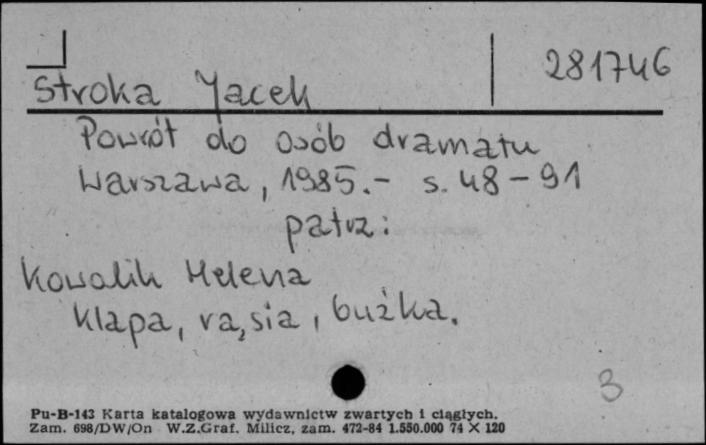 281746
Stroka Jacek
Powrót do osób dramatu
Warszawa, 1985.- s. 48-91
patrz:
Kowalik Helena
Klapa, rąsia, buźka.
3
Pu-B-143 Karta katalogowa wydawnictw zwartych i ciągłych.
Zam. 698/DW/On W.Z.Graf. Milicz, zam. 472-84 1.550.000 74 X 120